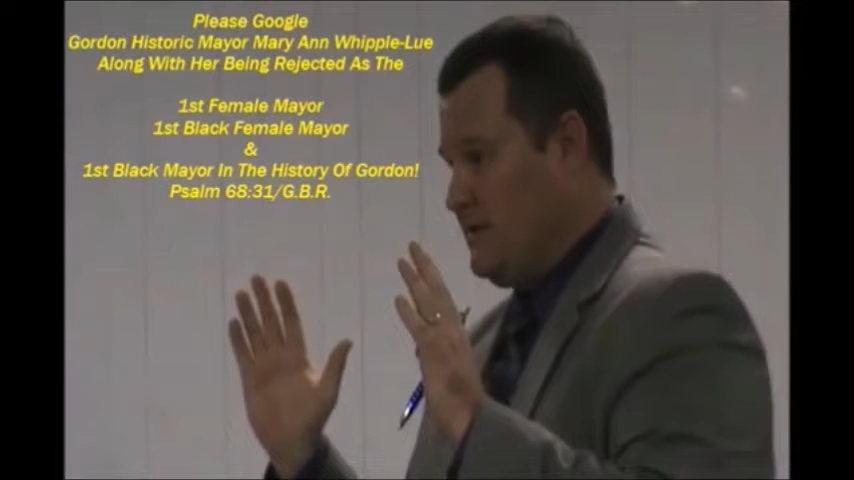 Please Google
Gordon Historic Mayor Mary Ann Whipple-Lue
Along With Her Being Rejected As The
1st Female Mayor
1st Black Female Mayor
&
1st Black Mayor In The History Of Gordon!
Psalm 68:31/G.B.R.